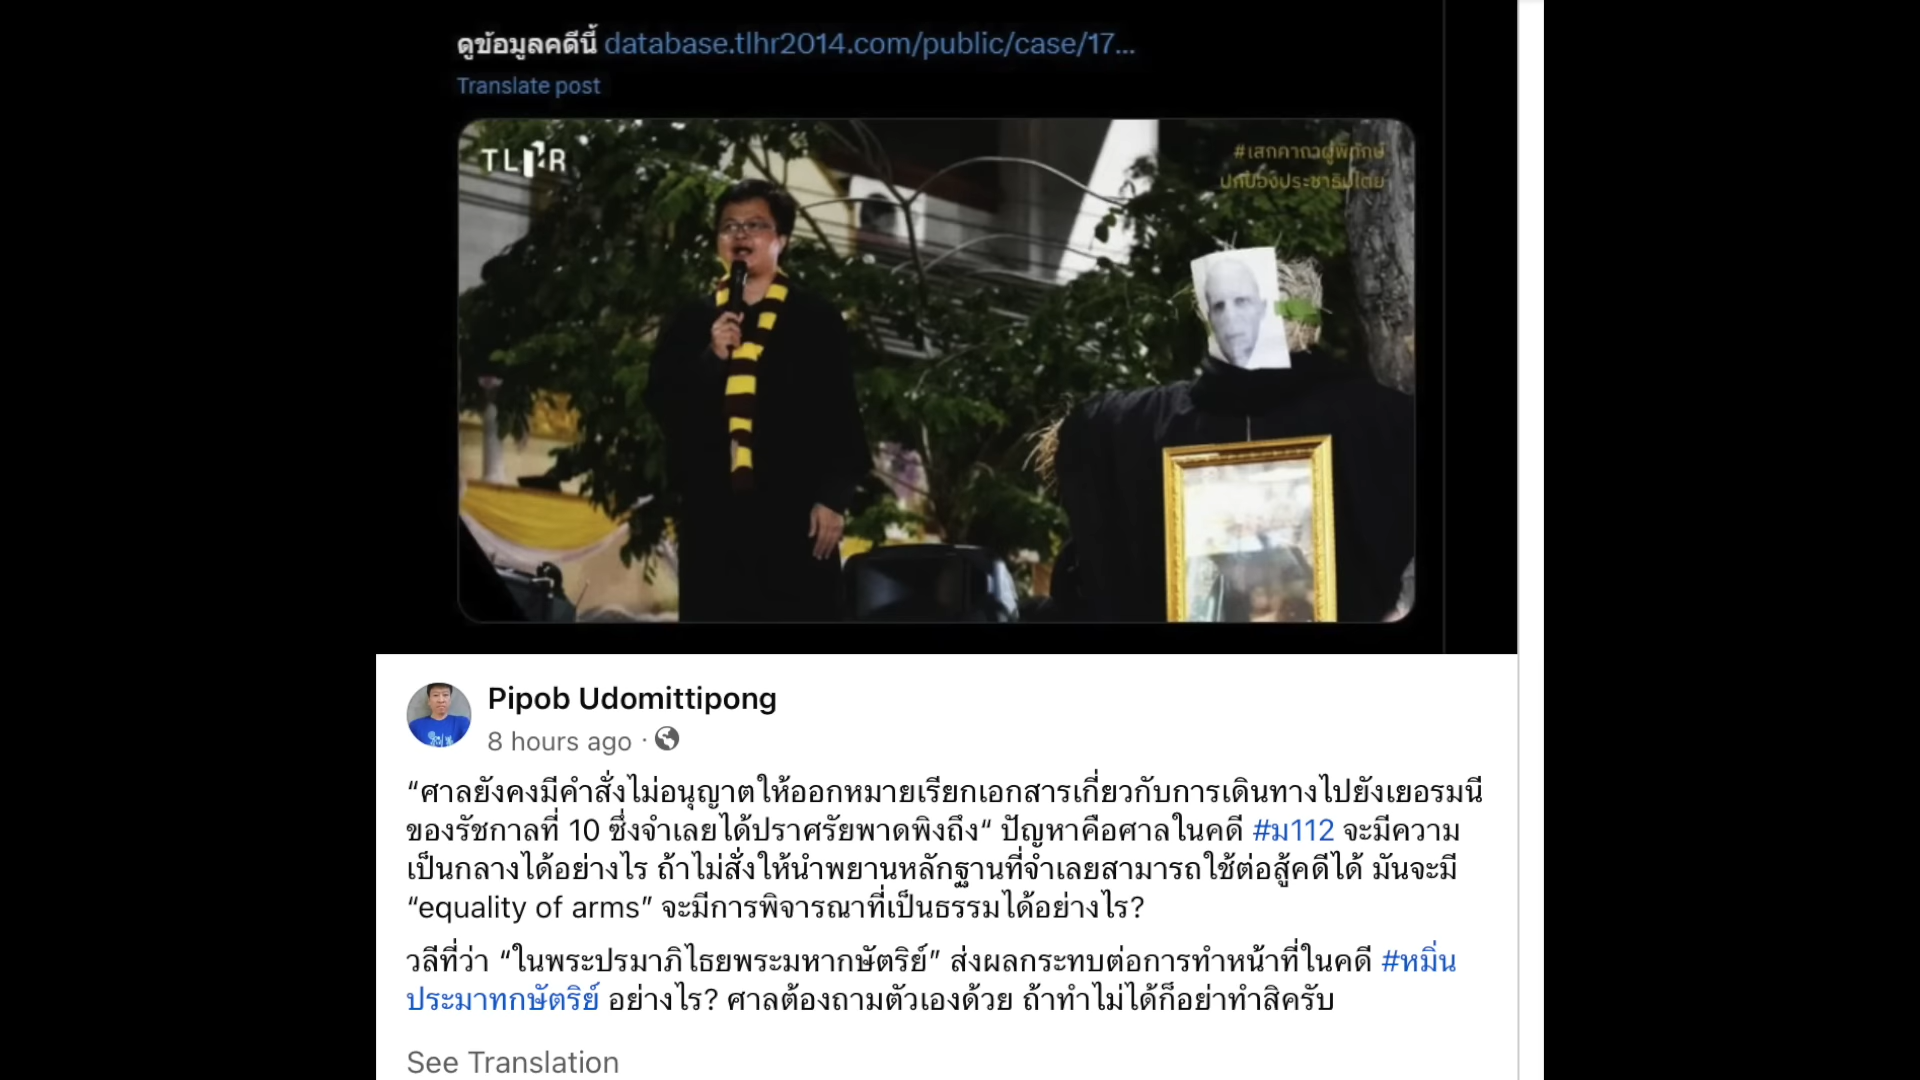 ดูข้อมูลคดีนี้ database.tlhr2014.com/public/case/17...
Translate post
TLHR
#เสกคาถาผู้พิทักษ์
ปกป้องประชาธิปไตย
Pipob Udomittipong
8 hours ago ·
“ศาลยังคงมีคำสั่งไม่อนุญาตให้ออกหมายเรียกเอกสารเกี่ยวกับการเดินทางไปยังเยอรมนี
ของรัชกาลที่ 10 ซึ่งจำเลยได้ปราศรัยพาดพิงถึง“ ปัญหาคือศาลในคดี #ม112 จะมีความ
เป็นกลางได้อย่างไร ถ้าไม่สั่งให้นำพยานหลักฐานที่จำเลยสามารถใช้ต่อสู้คดีได้ มันจะมี
“equality of arms” จะมีการพิจารณาที่เป็นธรรมได้อย่างไร?
วลีที่ว่า “ในพระปรมาภิไธยพระมหากษัตริย์” ส่งผลกระทบต่อการทำหน้าที่ในคดี #หมิ่น
ประมาทกษัตริย์ อย่างไร? ศาลต้องถามตัวเองด้วย ถ้าทำไม่ได้ก็อย่าทำสิครับ
See Translation